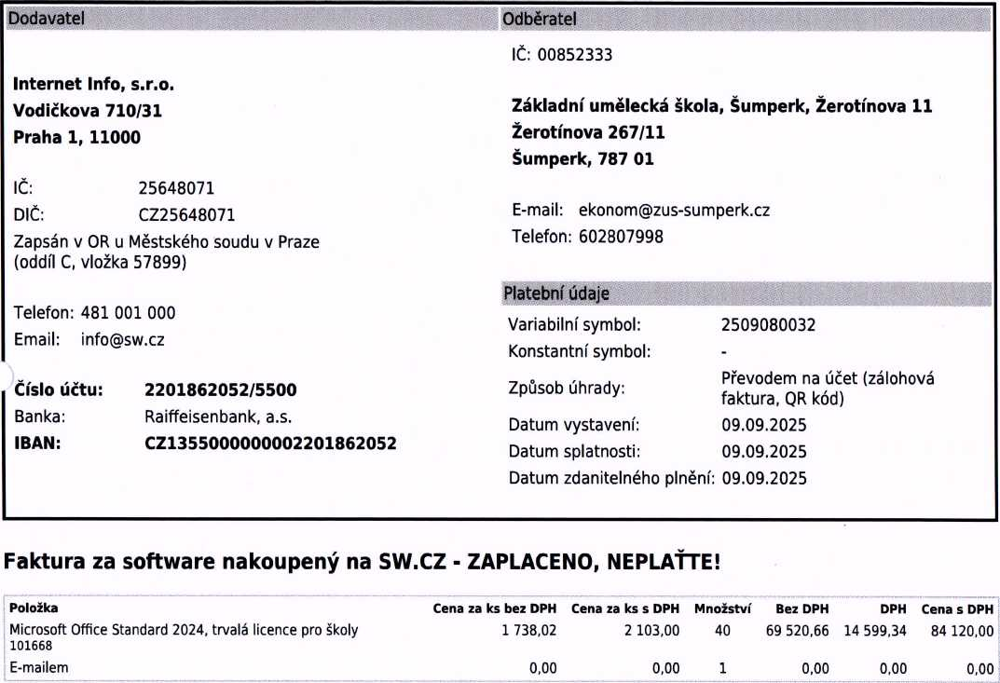 Dodavatel
Internet Info, s.r.o.
Vodičkova 710/31
Praha 1, 11000
IČ: 25648071
DIČ: CZ25648071
Zapsán v OR u Městského soudu v Praze
(oddíl C, vložka 57899)
Telefon: 481 001 000
Email: info@sw.cz
Číslo účtu: 2201862052/5500
Banka: Raiffeisenbank, a.s.
IBAN: CZ1355000000002201862052
Odběratel
IČ: 00852333
Základní umělecká škola, Šumperk, Žerotínova 11
Žerotínova 267/11
Šumperk, 787 01
E-mail: ekonom@zus-sumperk.cz
Telefon: 602807998
Platební údaje
Variabilní symbol: 2509080032
Konstantní symbol: -
Způsob úhrady: Převodem na účet (zálohová
faktura, QR kód)
Datum vystavení: 09.09.2025
Datum splatnosti: 09.09.2025
Datum zdanitelného plnění: 09.09.2025
Faktura za software nakoupený na SW.CZ - ZAPLACENO, NEPLAŤTE!
Položka Cena za ks bez DPH Cena za ks s DPH Množství Bez DPH DPH Cena s DPH
Microsoft Office Standard 2024, trvalá licence pro školy 1 738,02 2 103,00 40 69 520,66 14 599,34 84 120,00
101668
E-mailem 0,00 0,00 1 0,00 0,00 0,00